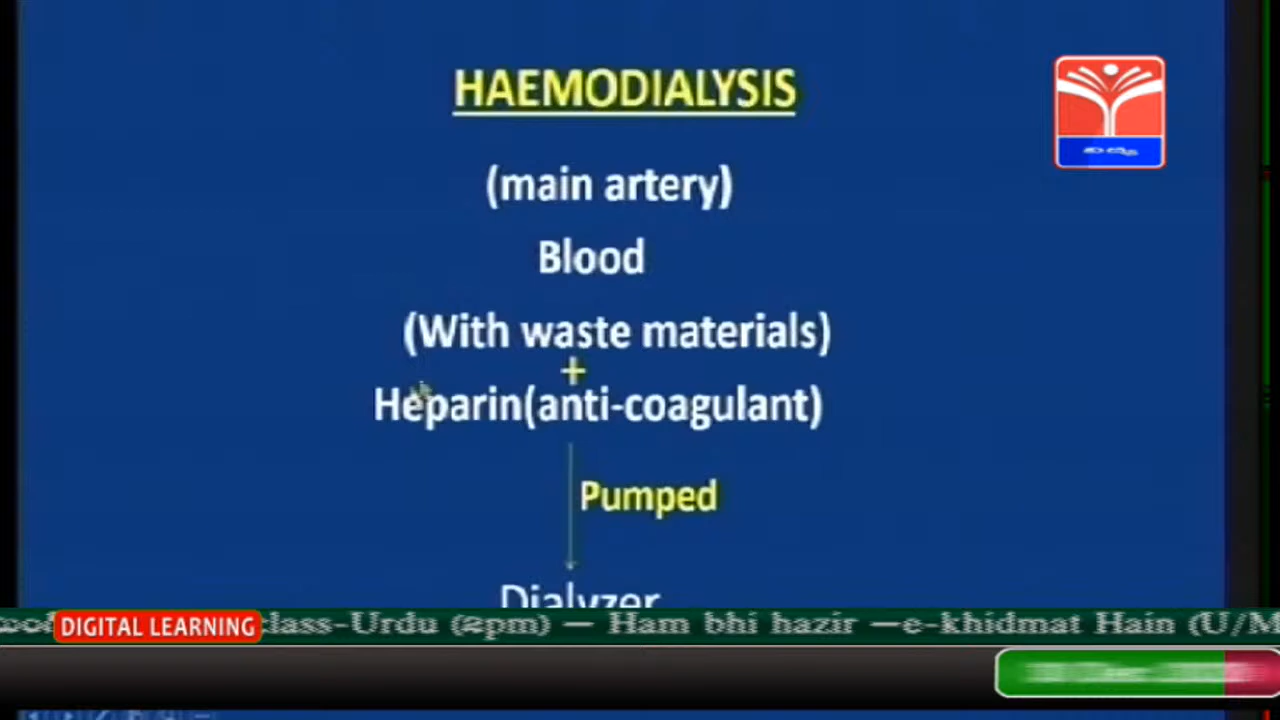 HAEMODIALYSIS
(main artery)
Blood
(With waste materials)
+
Heparin(anti-coagulant)
Pumped
Dialyzer
DIGITAL LEARNING
class-Urdu (2pm) – Ham bhi hazir –e-khidmat Hain (U/M